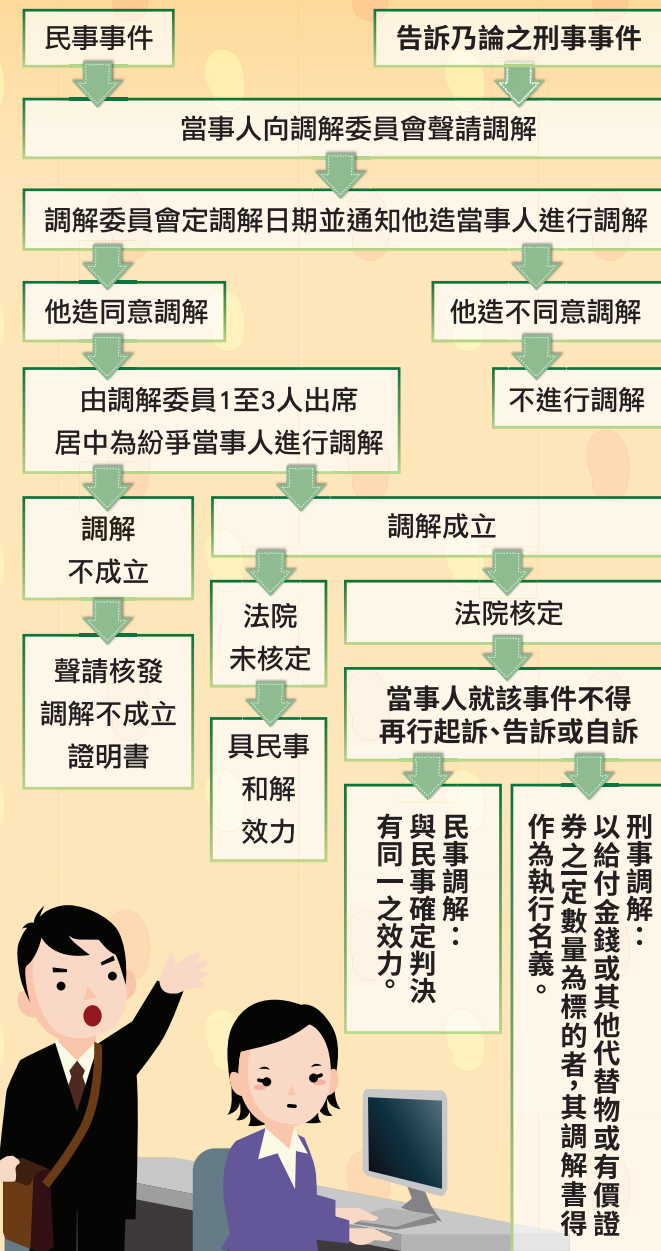 民事事件
告訴乃論之刑事事件
當事人向調解委員會聲請調解
調解委員會定調解日期並通知他造當事人進行調解
他造同意調解
他造不同意調解
由調解委員1至3人出席
居中為紛爭當事人進行調解
不進行調解
調解
不成立
調解成立
聲請核發
調解不成立
證明書
法院
未核定
法院核定
具民事
和解
效力
當事人就該事件不得
再行起訴、告訴或自訴
民事調解：
與民事確定判決
有同一之效力。
刑事調解：
以給付金錢或其他代替物或有價證
券之一定數量為標的者，其調解書得
作為執行名義。